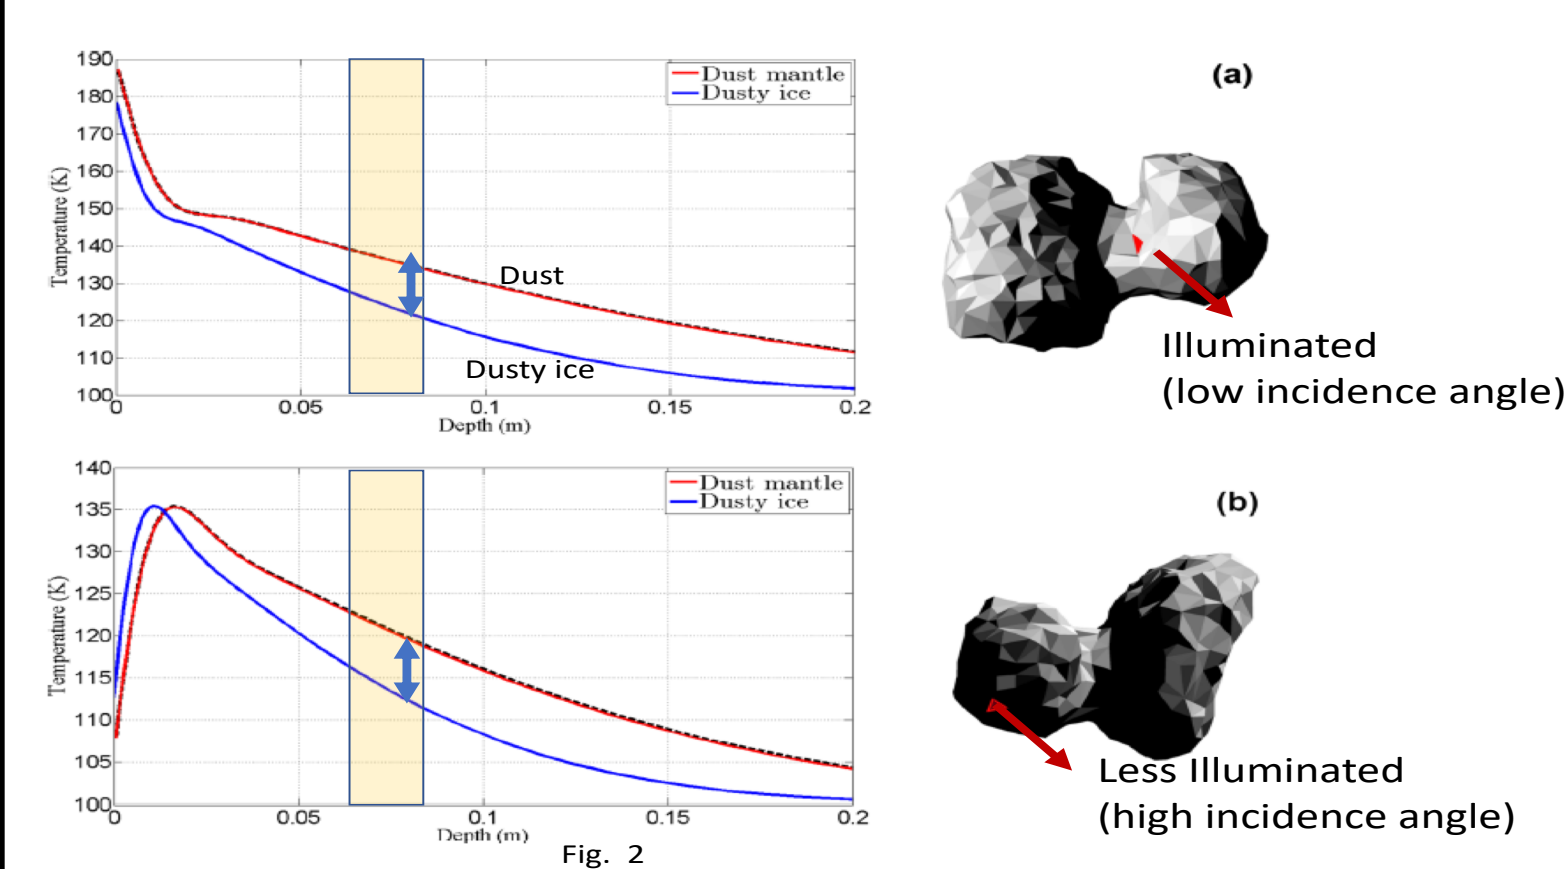 190
180
170
160
150
140
130
120
110
100
Temperature (K)
0
0.05
0.1
0.15
0.2
Depth (m)
Dust mantle
Dusty ice
Dust
Dusty ice
(a)
Illuminated
(low incidence angle)
140
135
130
125
120
115
110
105
100
Temperature (K)
0
0.05
0.1
0.15
0.2
Depth (m)
Dust mantle
Dusty ice
(b)
Less Illuminated
(high incidence angle)
Fig. 2